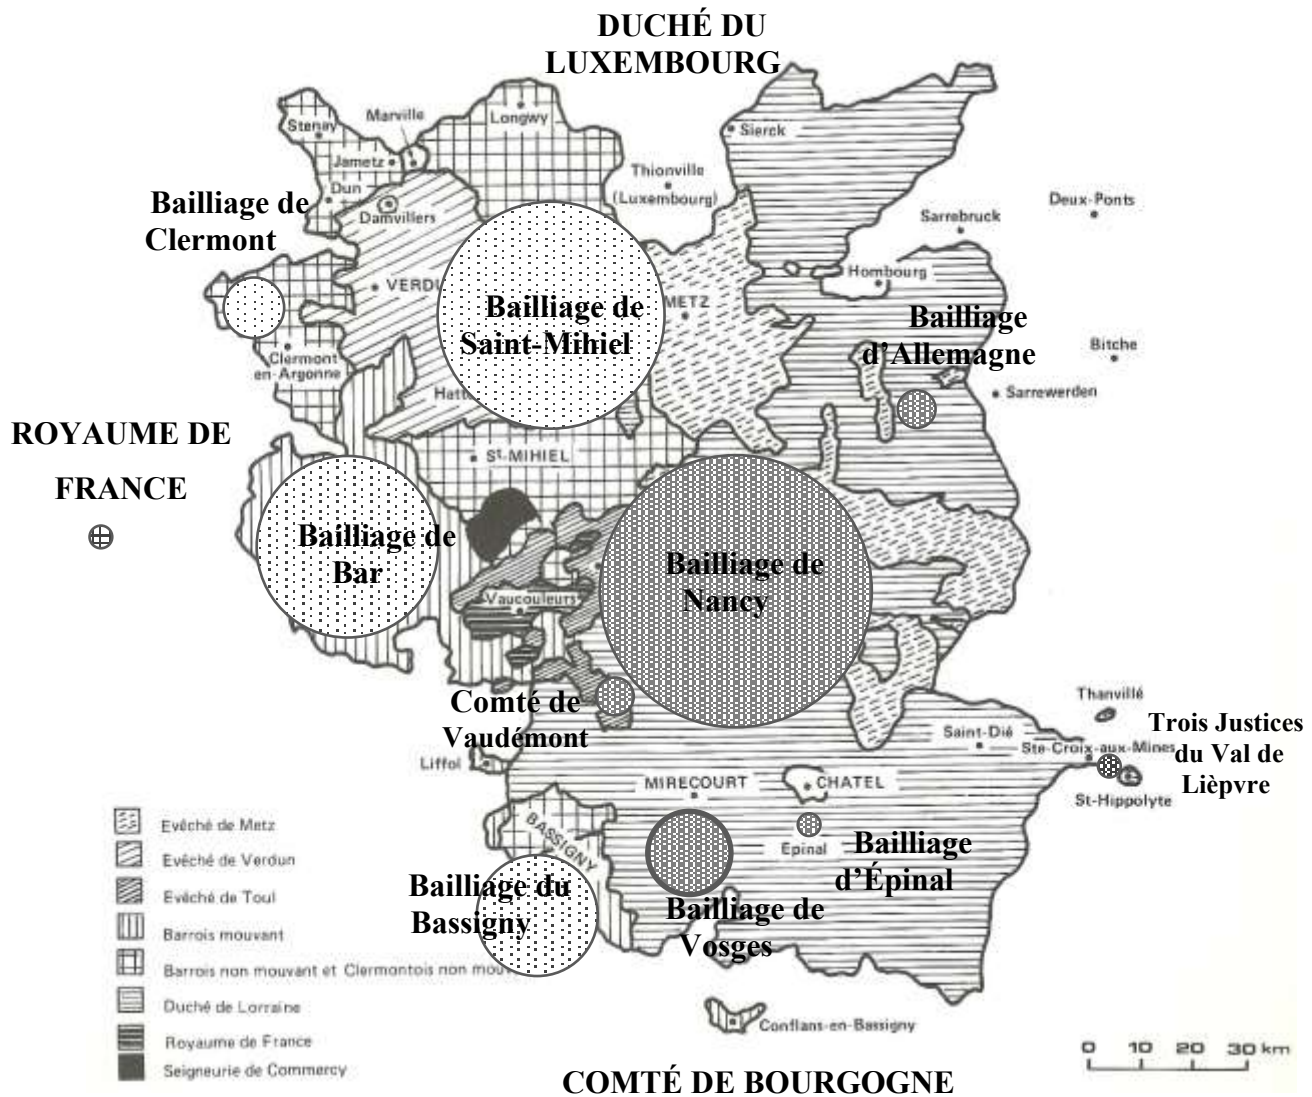 DUCHÉ DU
LUXEMBOURG
Stenay
Marville
Longwy
Jametz
Dun
Damvillers
Sierck
Thionville
(Luxembourg)
Deux-Ponts
Sarrebruck
Bailliage de
Clermont
VERDU
METZ
Hombourg
Bailliage de
Saint-Mihiel
Bailliage
d’Allemagne
Bitche
Clermont
en-Argonne
Sarrewerden
ROYAUME DE
FRANCE
St-MIHIEL
Bailliage de
Bar
Bailliage de
Nancy
Vaucouleurs
Comté de
Vaudémont
Liffol
Thanvillé
Saint-Dié
Ste-Croix-aux-Mines
St-Hippolyte
Trois Justices
du Val de
Lièpvre
MIRECOURT
CHATEL
Épinal
Bailliage
d’Épinal
BASSIGNY
Bailliage du
Bassigny
Bailliage de
Vosges
Conflans-en-Bassigny
Evêché de Metz
Evêché de Verdun
Evêché de Toul
Barrois mouvant
Barrois non mouvant et Clermontois non mouv
Duché de Lorraine
Royaume de France
Seigneurie de Commercy
0 10 20 30 km
COMTÉ DE BOURGOGNE